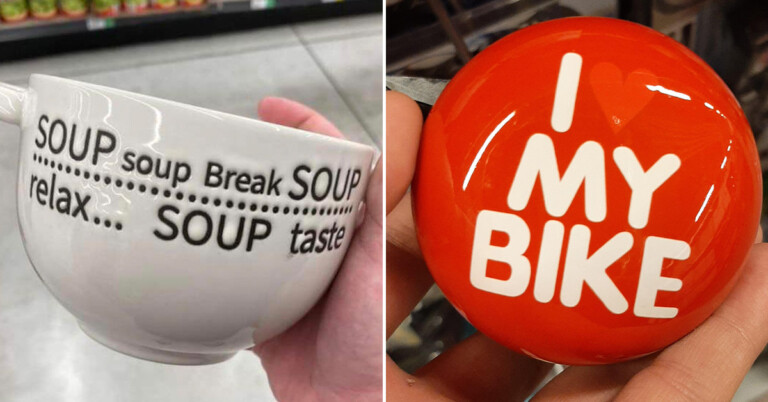 SOUP soup Break SOUP
relax... SOUP taste
I ❤
MY
BIKE